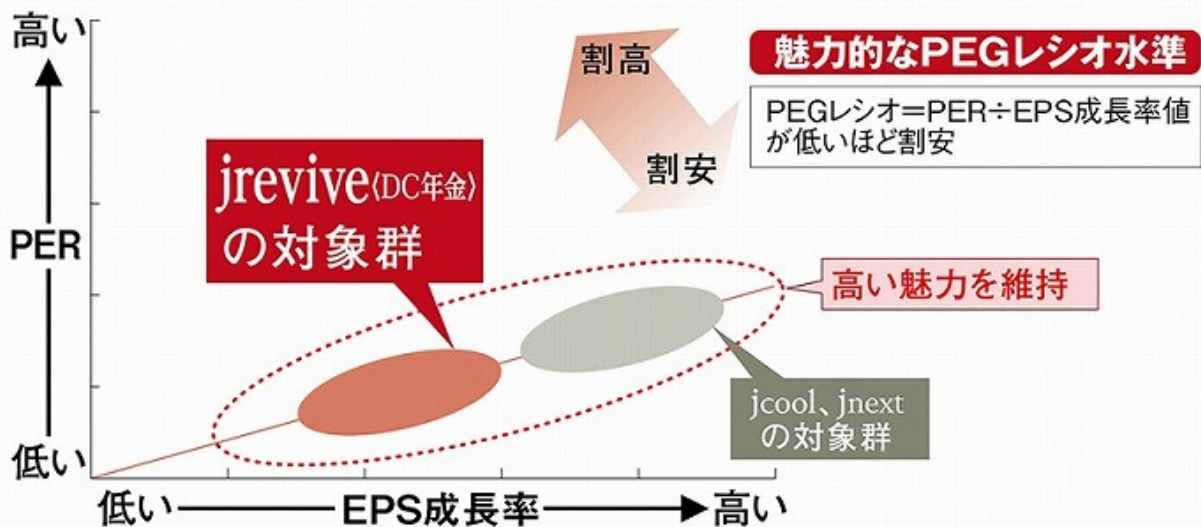 高い
割高
魅力的なPEGレシオ水準
PEGレシオ=PER÷EPS成長率値
が低いほど割安
割安
jrevive〈DC年金〉
の対象群
PER
高い魅力を維持
jcool、jnext
の対象群
低い
低い
EPS成長率
高い